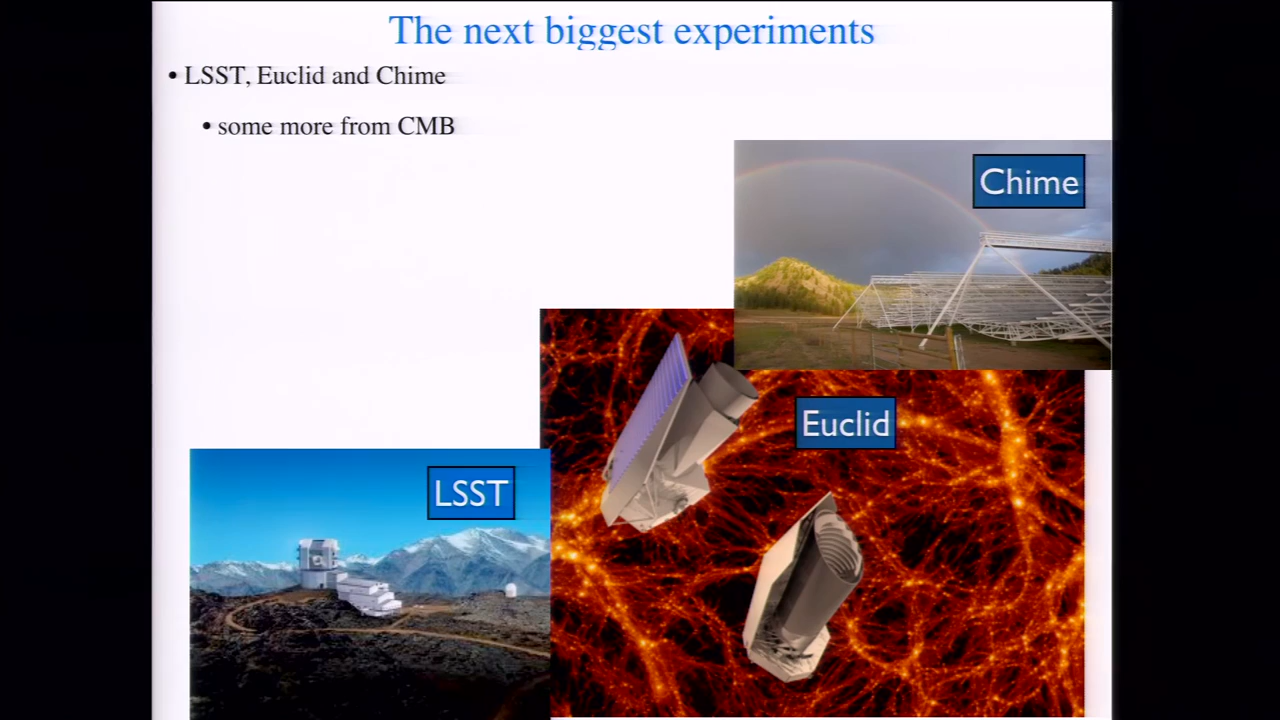 The next biggest experiments
• LSST, Euclid and Chime
• some more from CMB
Chime
Euclid
LSST